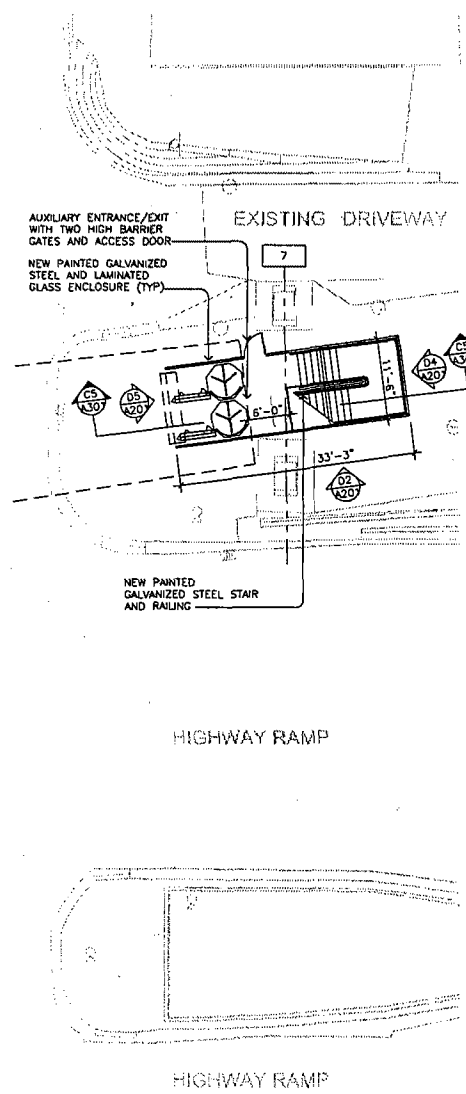 AUXILIARY ENTRANCE/EXIT
WITH TWO HIGH BARRIER
GATES AND ACCESS DOOR
EXISTING DRIVEWAY
7
NEW PAINTED GALVANIZED
STEEL AND LAMINATED
GLASS ENCLOSURE (TYP)
C5
A30
D5
A20
6'-0"
11'-6"
D4
A20
33'-3"
D2
A20
NEW PAINTED
GALVANIZED STEEL STAIR
AND RAILING
HIGHWAY RAMP
HIGHWAY RAMP